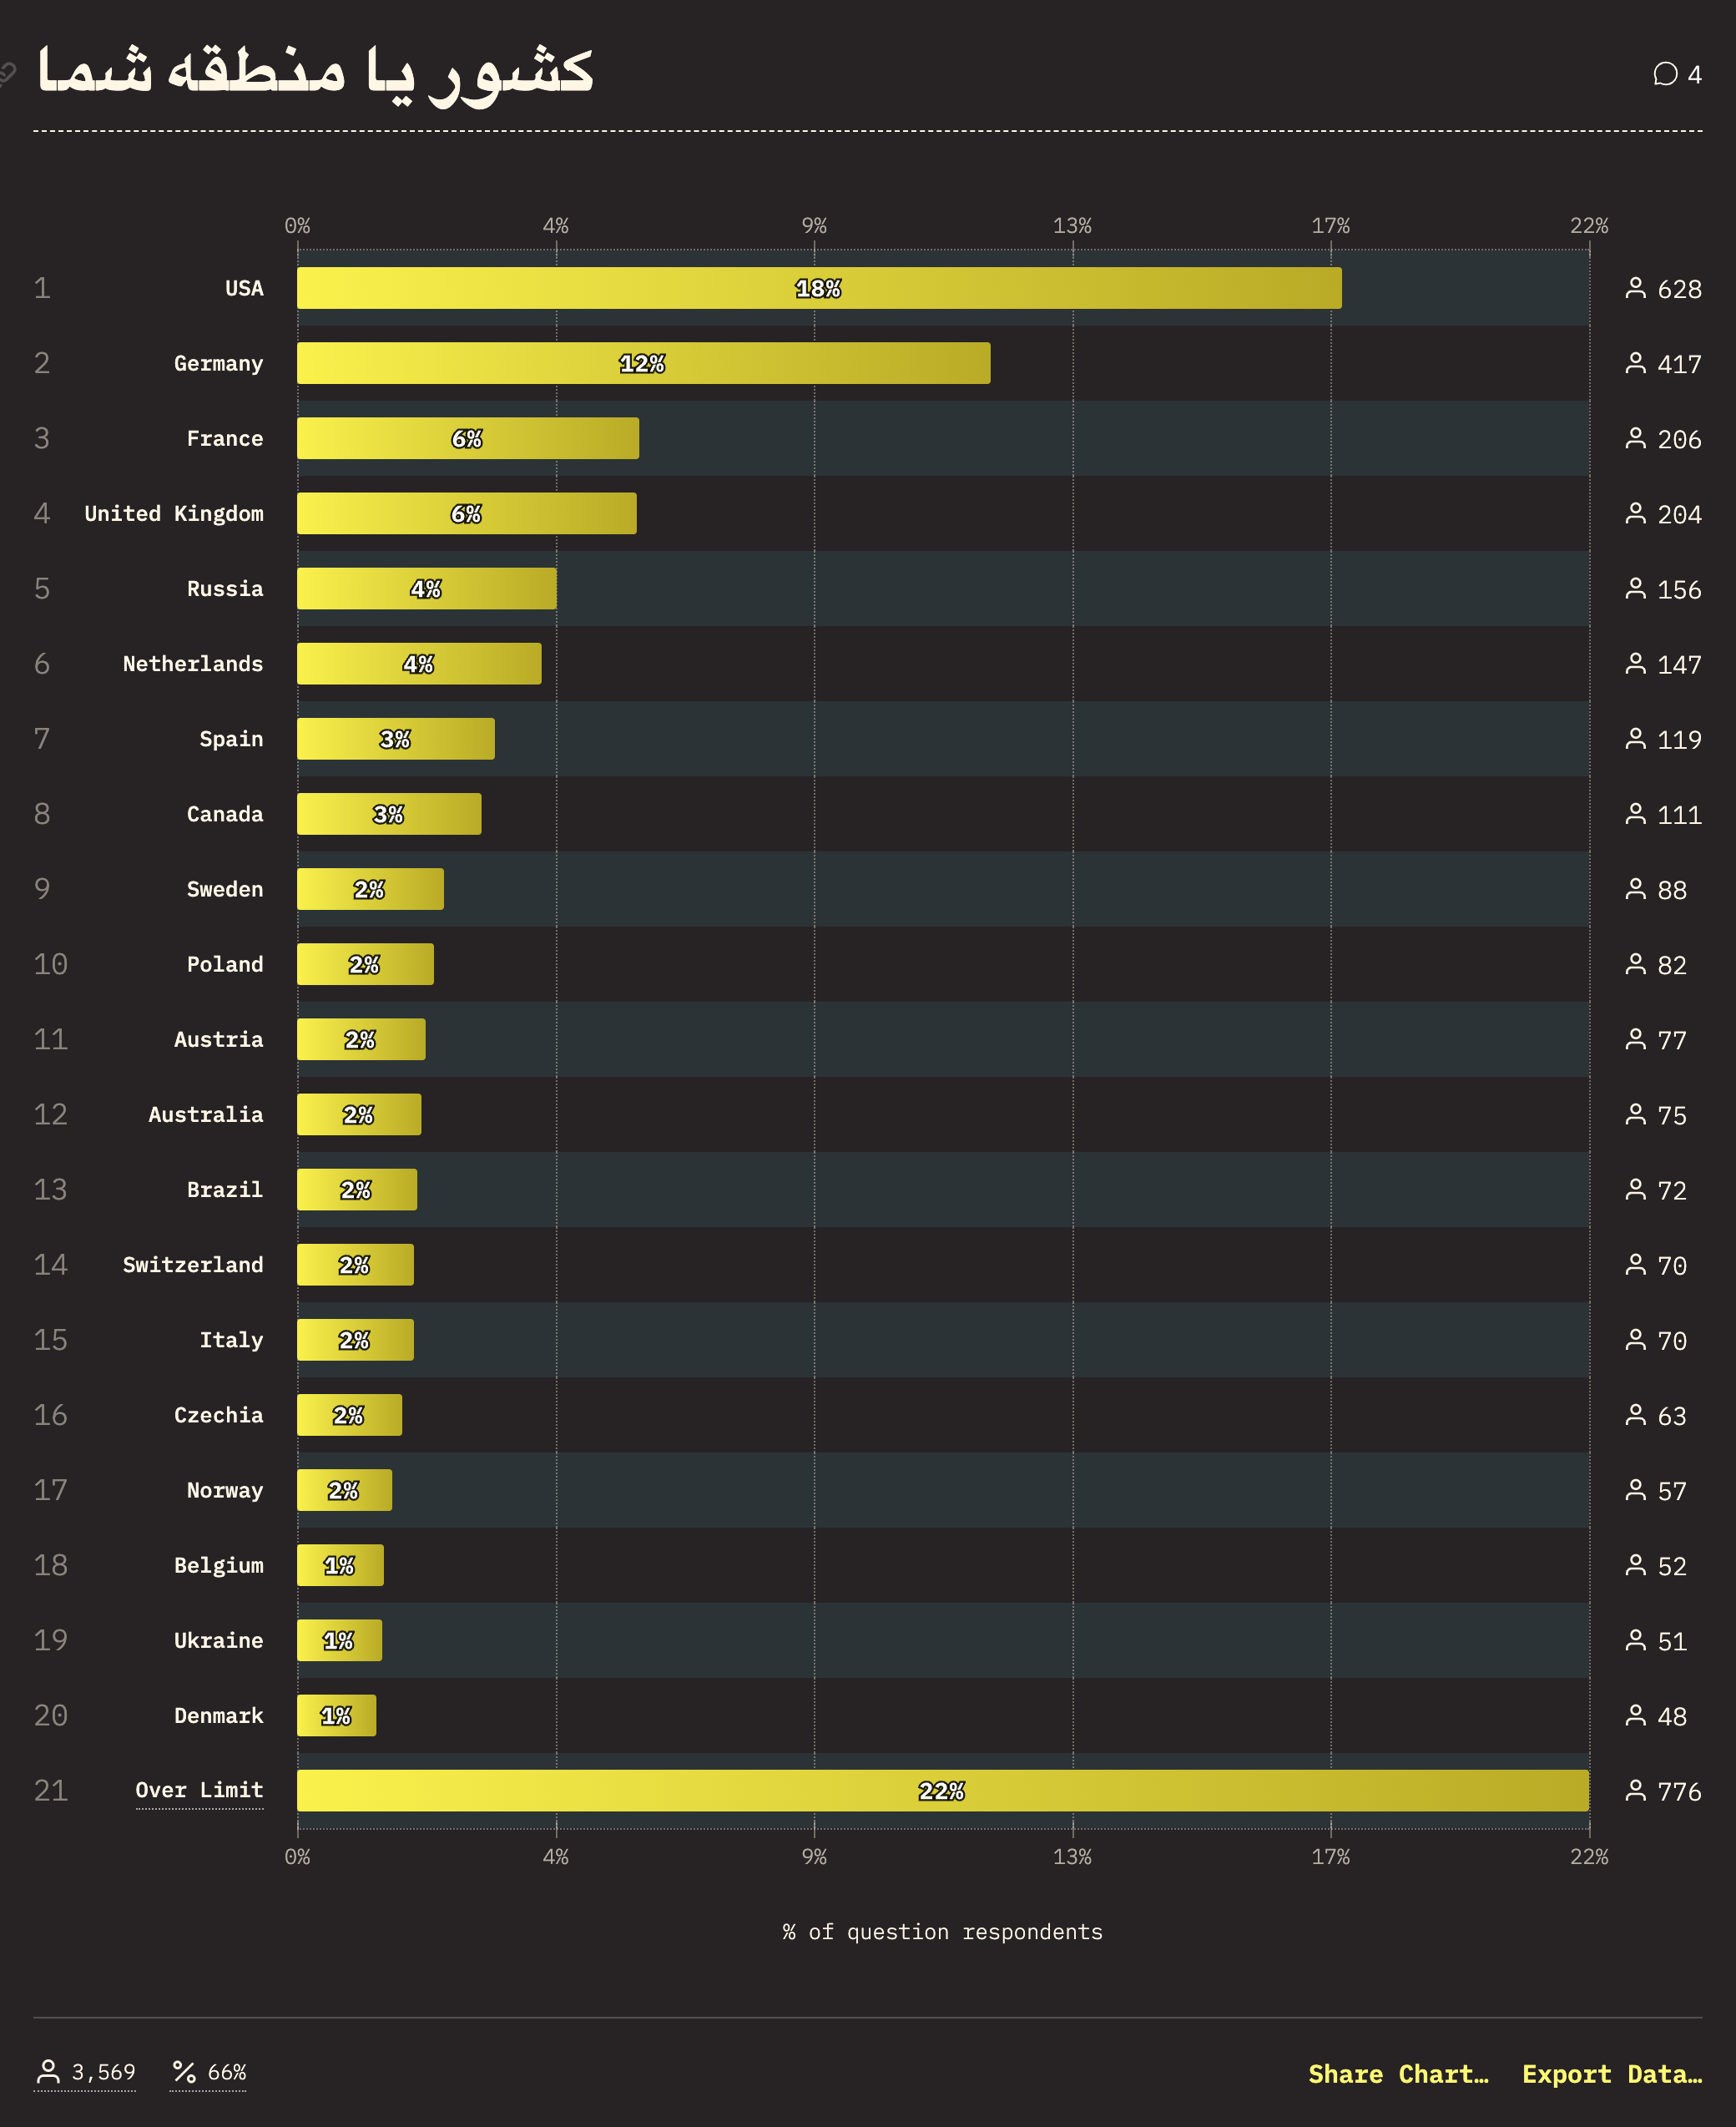 کشور یا منطقه شما
4
0% 4% 9% 13% 17% 22%
1 USA 18% 628
2 Germany 12% 417
3 France 6% 206
4 United Kingdom 6% 204
5 Russia 4% 156
6 Netherlands 4% 147
7 Spain 3% 119
8 Canada 3% 111
9 Sweden 2% 88
10 Poland 2% 82
11 Austria 2% 77
12 Australia 2% 75
13 Brazil 2% 72
14 Switzerland 2% 70
15 Italy 2% 70
16 Czechia 2% 63
17 Norway 2% 57
18 Belgium 1% 52
19 Ukraine 1% 51
20 Denmark 1% 48
21 Over Limit 22% 776
0% 4% 9% 13% 17% 22%
% of question respondents
3,569 % 66% Share Chart… Export Data…